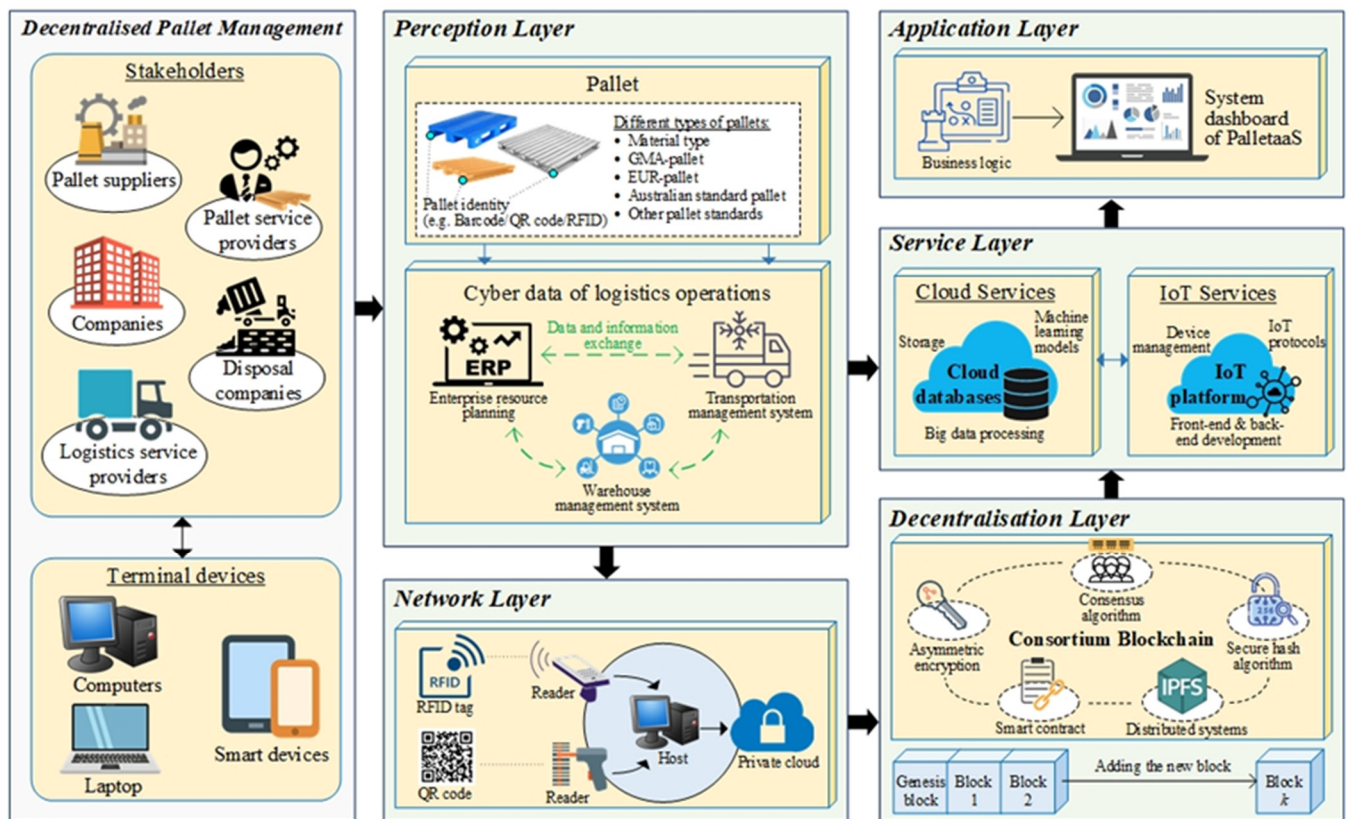 Decentralised Pallet Management
Stakeholders
Pallet suppliers
Pallet service
providers
Companies
Disposal
companies
Logistics service
providers
Terminal devices
Computers
Smart devices
Laptop
Perception Layer
Pallet
Different types of pallets:
• Material type
• GMA-pallet
• EUR-pallet
• Australian standard pallet
• Other pallet standards
Pallet identity
(e.g. Barcode/QR code/RFID)
Cyber data of logistics operations
Data and information
exchange
ERP
Enterprise resource
planning
Transportation
management system
Warehouse
management system
Network Layer
RFID
RFID tag
Reader
QR code
Reader
Host
Private cloud
Application Layer
Business logic
System
dashboard
of PalletaaS
Service Layer
Cloud Services
Storage
Machine
learning
models
Cloud
databases
Big data processing
IoT Services
Device
management
IoT
protocols
IoT
platform
Front-end & back-
end development
Decentralisation Layer
Consensus
algorithm
Asymmetric
encryption
Consortium Blockchain
256
Secure hash
algorithm
Smart contract
IPFS
Distributed systems
Genesis
block
Block
1
Block
2
Adding the new block
Block
k